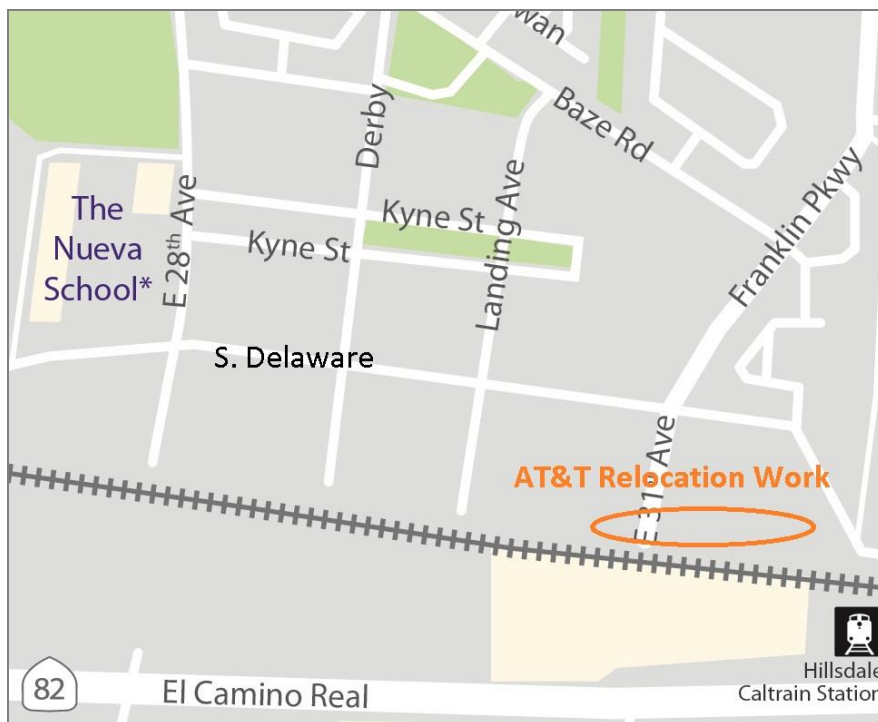 wan
Derby
Baze Rd
Franklin Pkwy
The
Nueva
School*
E 28th Ave
Kyne St
Kyne St
Landing Ave
S. Delaware
E 31st Ave
AT&T Relocation Work
82
El Camino Real
Hillsdale
Caltrain Station